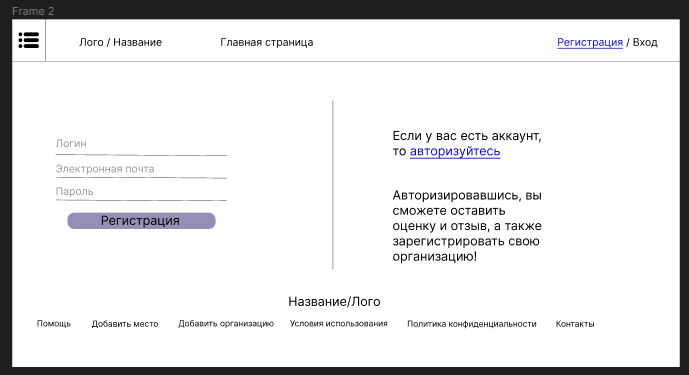 Frame 2
Лого / Название
Главная страница
Регистрация / Вход
Логин
Электронная почта
Пароль
Регистрация
Если у вас есть аккаунт,
то авторизуйтесь
Авторизировавшись, вы
сможете оставить
оценку и отзыв, а также
зарегистрировать свою
организацию!
Название/Лого
Помощь
Добавить место
Добавить организацию
Условия использования
Политика конфиденциальности
Контакты